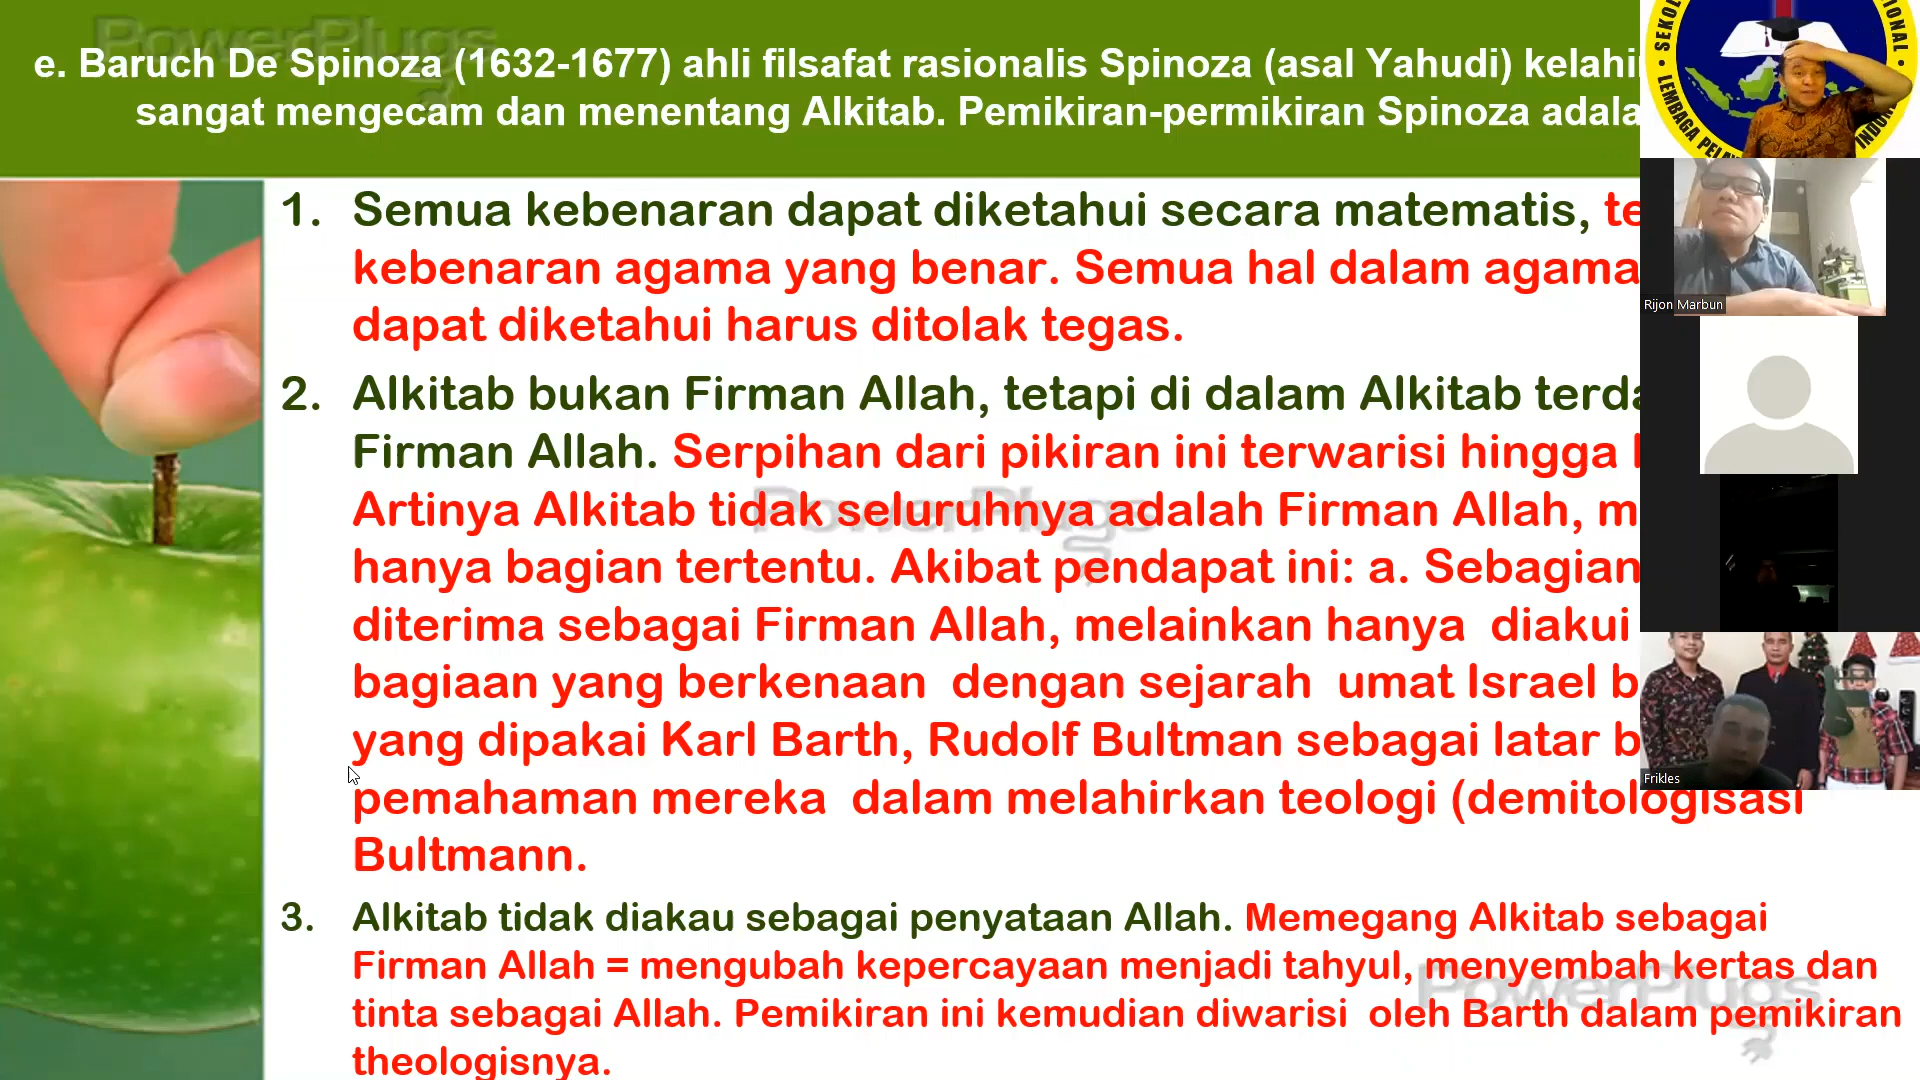 e. Baruch De Spinoza (1632-1677) ahli filsafat rasionalis Spinoza (asal Yahudi)
sangat mengecam dan menentang Alkitab. Pemikiran-permikiran Spinoza
1. Semua kebenaran dapat diketahui secara matematis,
kebenaran agama yang benar. Semua hal dalam agama
dapat diketahui harus ditolak tegas.
2. Alkitab bukan Firman Allah, tetapi di dalam Alkitab
Firman Allah. Serpihan dari pikiran ini terwarisi hingga
Artinya Alkitab tidak seluruhnya adalah Firman Allah,
hanya bagian tertentu. Akibat pendapat ini: a. Sebagian
diterima sebagai Firman Allah, melainkan hanya diakui
bagiaan yang berkenaan dengan sejarah umat Israel
yang dipakai Karl Barth, Rudolf Bultman sebagai latar
pemahaman mereka dalam melahirkan teologi (demitologisasi
Bultmann.
3. Alkitab tidak diakau sebagai penyataan Allah. Memegang Alkitab sebagai
Firman Allah = mengubah kepercayaan menjadi tahyul, menyembah kertas dan
tinta sebagai Allah. Pemikiran ini kemudian diwarisi oleh Barth dalam pemikiran
theologisnya.
PowerPlugs
PowerPlugs
PowerPlugs
LEMBAGA
Rijon Marbun
Frikles